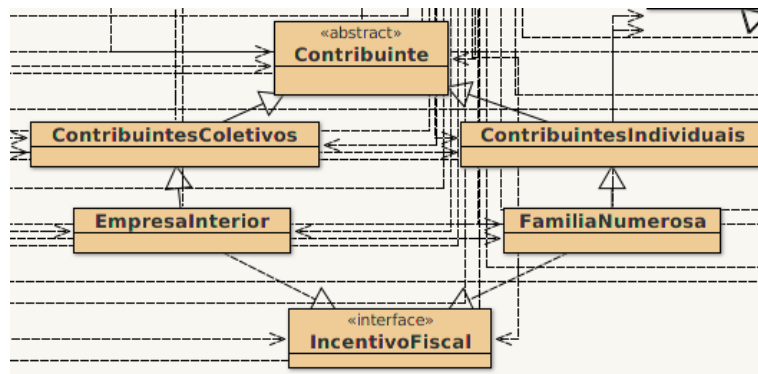 «abstract»
Contribuinte
ContribuintesColetivos
ContribuintesIndividuais
EmpresaInterior
FamiliaNumerosa
«interface»
IncentivoFiscal